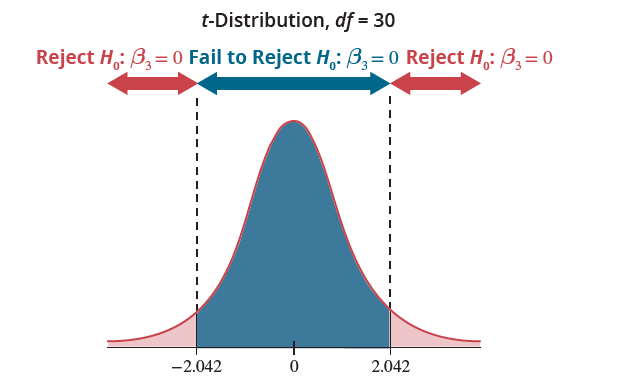 t-Distribution, df = 30
Reject H₀: β₃ = 0 Fail to Reject H₀: β₃ = 0 Reject H₀: β₃ = 0
−2.042 0 2.042